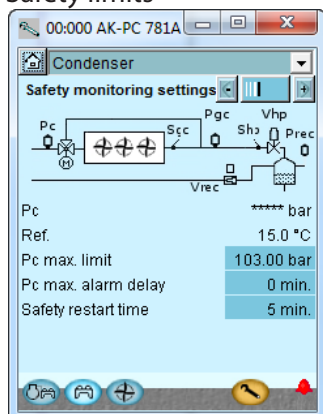 Safety limits
00:000 AK-PC 781A
Condenser
Safety monitoring settings
Pgc Vhp
Pc Scc Shp Prec
M
Vrec
Pc ***** bar
Ref. 15.0 °C
Pc max. limit 103.00 bar
Pc max. alarm delay 0 min.
Safety restart time 5 min.